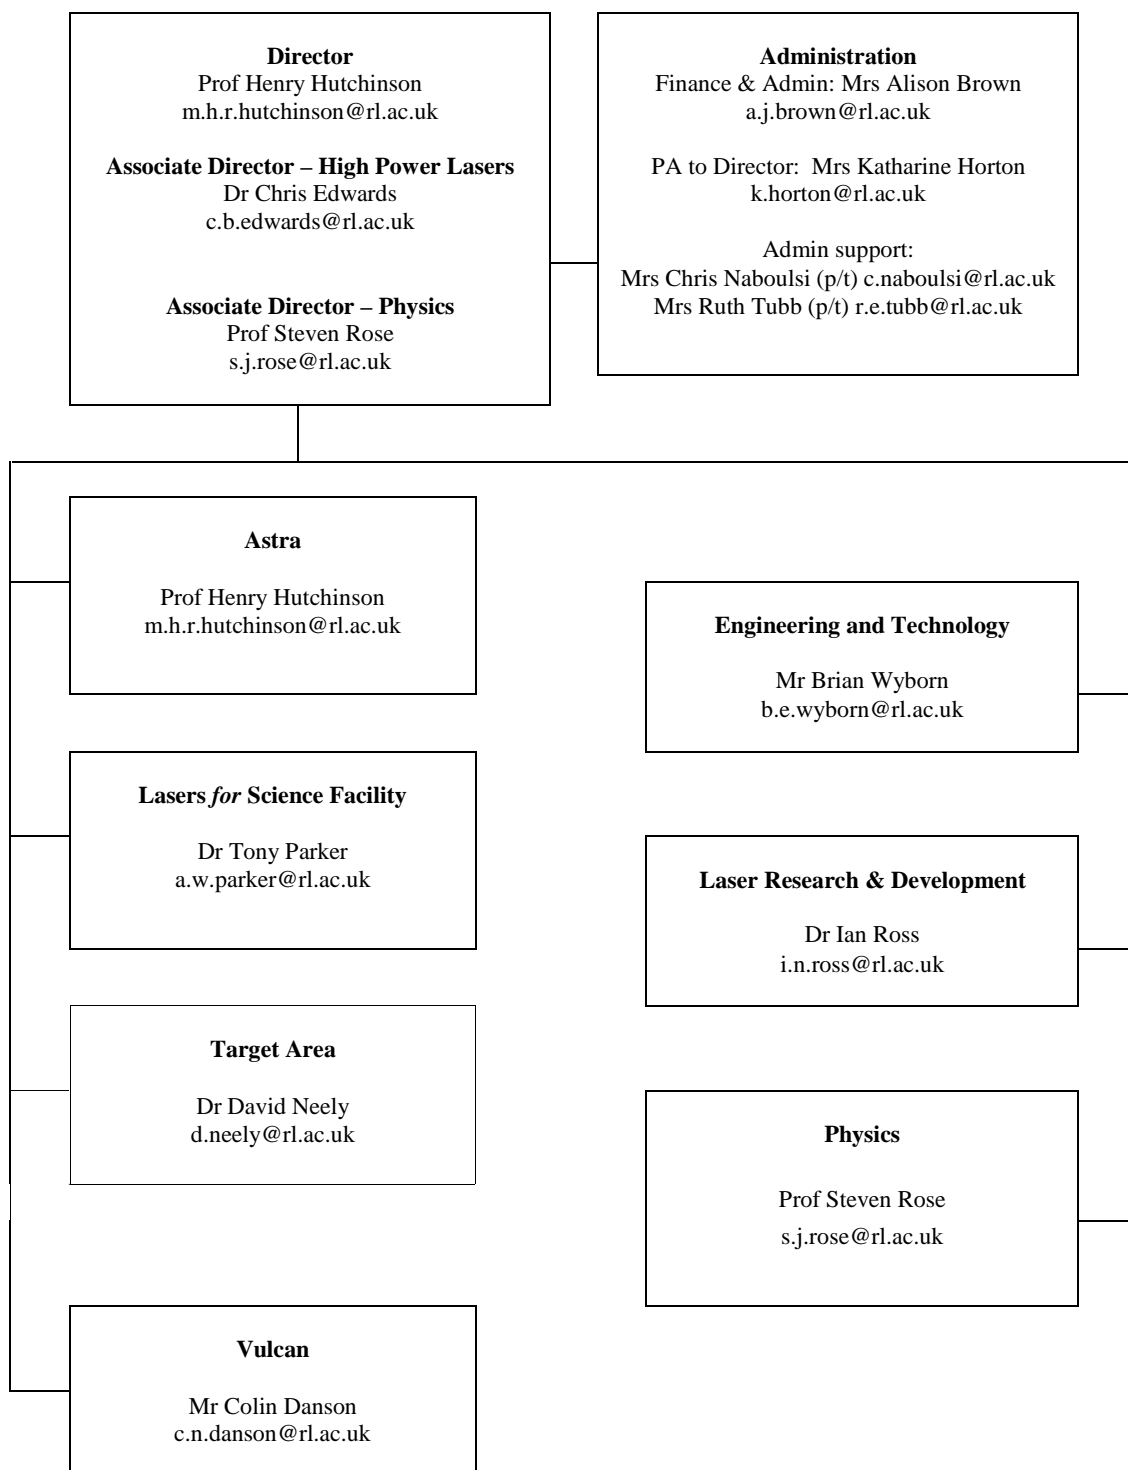 Director
Prof Henry Hutchinson
m.h.r.hutchinson@rl.ac.uk
Associate Director – High Power Lasers
Dr Chris Edwards
c.b.edwards@rl.ac.uk
Associate Director – Physics
Prof Steven Rose
s.j.rose@rl.ac.uk
Administration
Finance & Admin: Mrs Alison Brown
a.j.brown@rl.ac.uk
PA to Director: Mrs Katharine Horton
k.horton@rl.ac.uk
Admin support:
Mrs Chris Naboulsi (p/t) c.naboulsi@rl.ac.uk
Mrs Ruth Tubb (p/t) r.e.tubb@rl.ac.uk
Astra
Prof Henry Hutchinson
m.h.r.hutchinson@rl.ac.uk
Engineering and Technology
Mr Brian Wyborn
b.e.wyborn@rl.ac.uk
Lasers for Science Facility
Dr Tony Parker
a.w.parker@rl.ac.uk
Laser Research & Development
Dr Ian Ross
i.n.ross@rl.ac.uk
Target Area
Dr David Neely
d.neely@rl.ac.uk
Physics
Prof Steven Rose
s.j.rose@rl.ac.uk
Vulcan
Mr Colin Danson
c.n.danson@rl.ac.uk